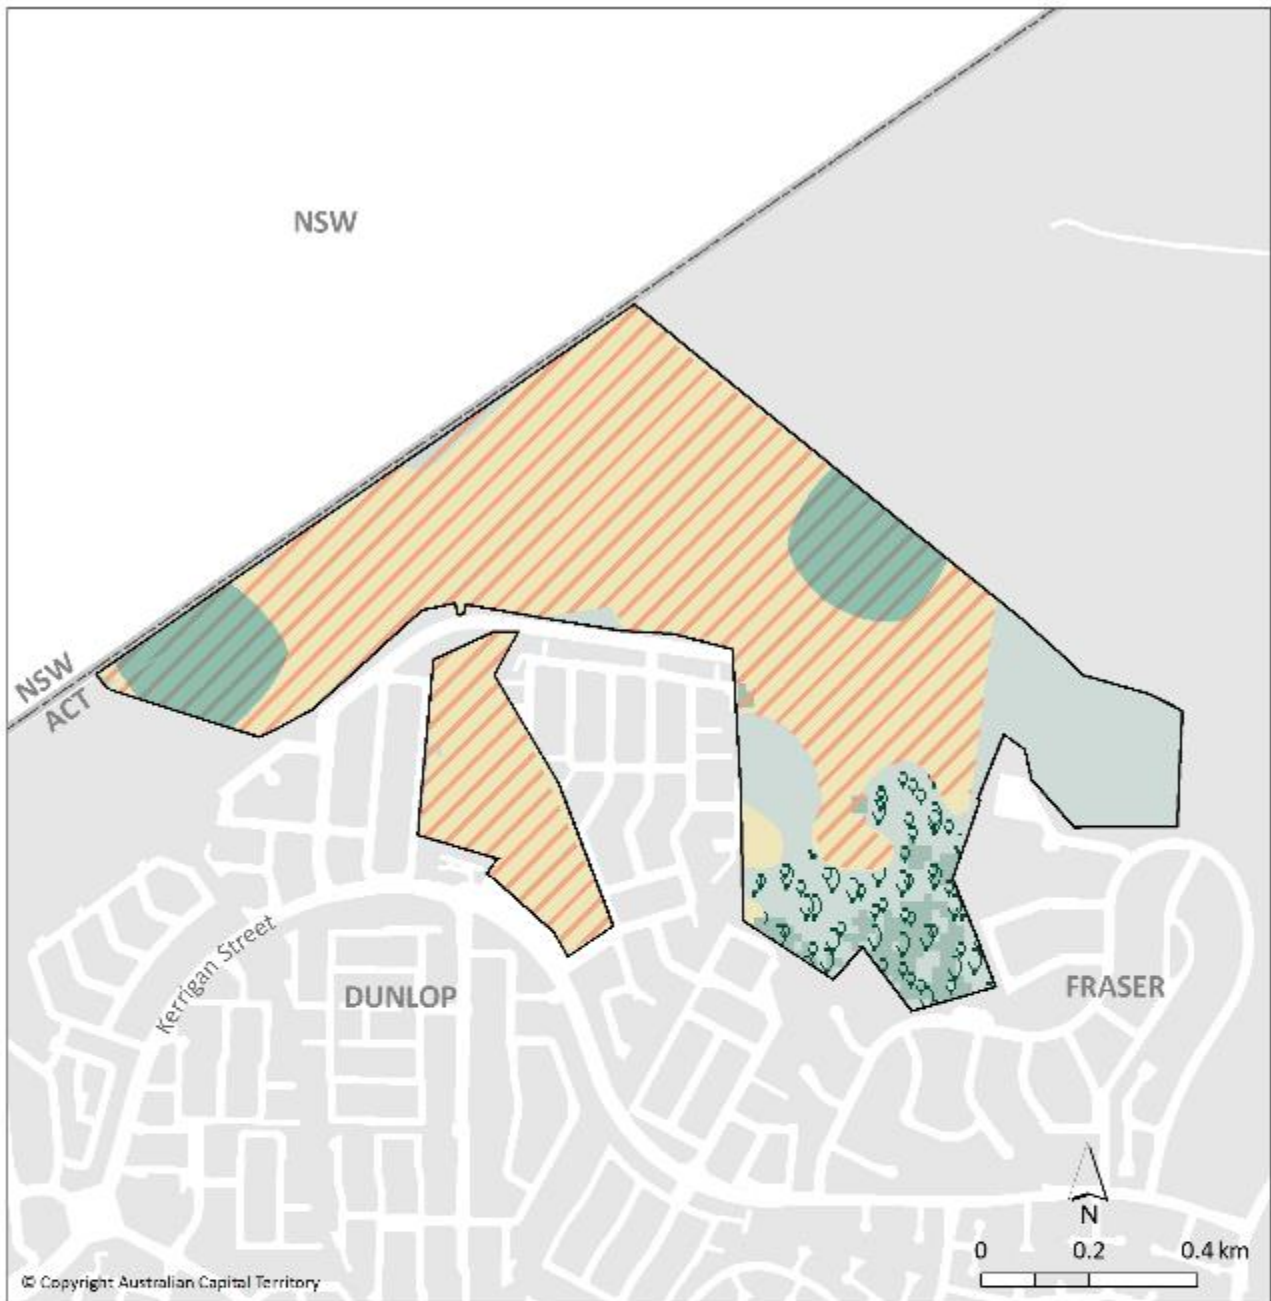 NSW
NSW
ACT
Kerrigan Street
DUNLOP
FRASER
N
0 0.2 0.4 km
© Copyright Australian Capital Territory